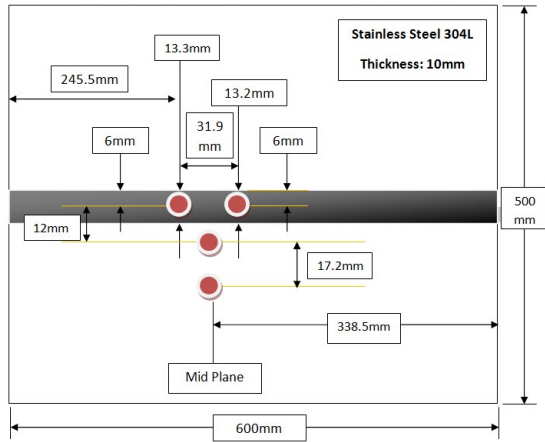 Stainless Steel 304L
Thickness: 10mm
13.3mm
245.5mm
13.2mm
31.9
mm
6mm
6mm
500
mm
12mm
17.2mm
338.5mm
Mid Plane
600mm